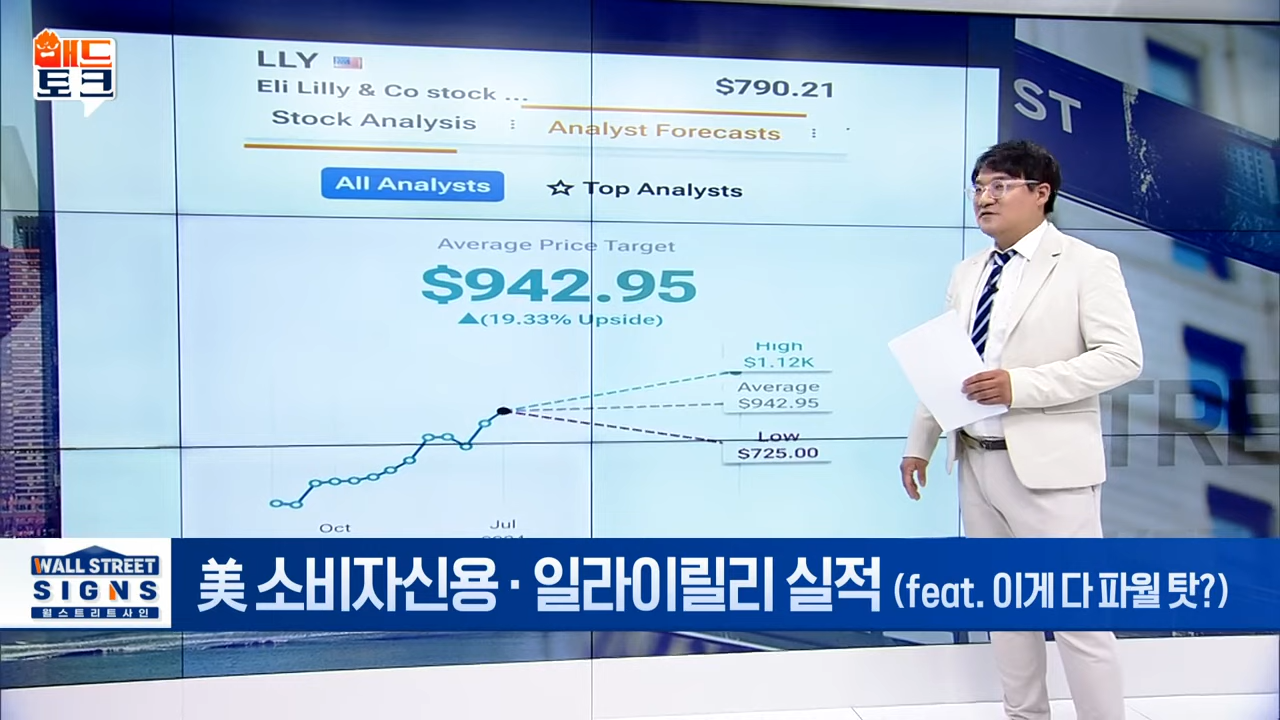 매드
토크
LLY
$790.21
Eli Lilly & Co stock ...
Stock Analysis
Analyst Forecasts
All Analysts
Top Analysts
Average Price Target
$942.95
▲(19.33% Upside)
High
$1.12K
Average
$942.95
Low
$725.00
Oct
Jul
ST
TRE
WALL STREET
SIGNS
월스트리트사인
美 소비자신용·일라이릴리 실적 (feat. 이게 다 파월 탓?)